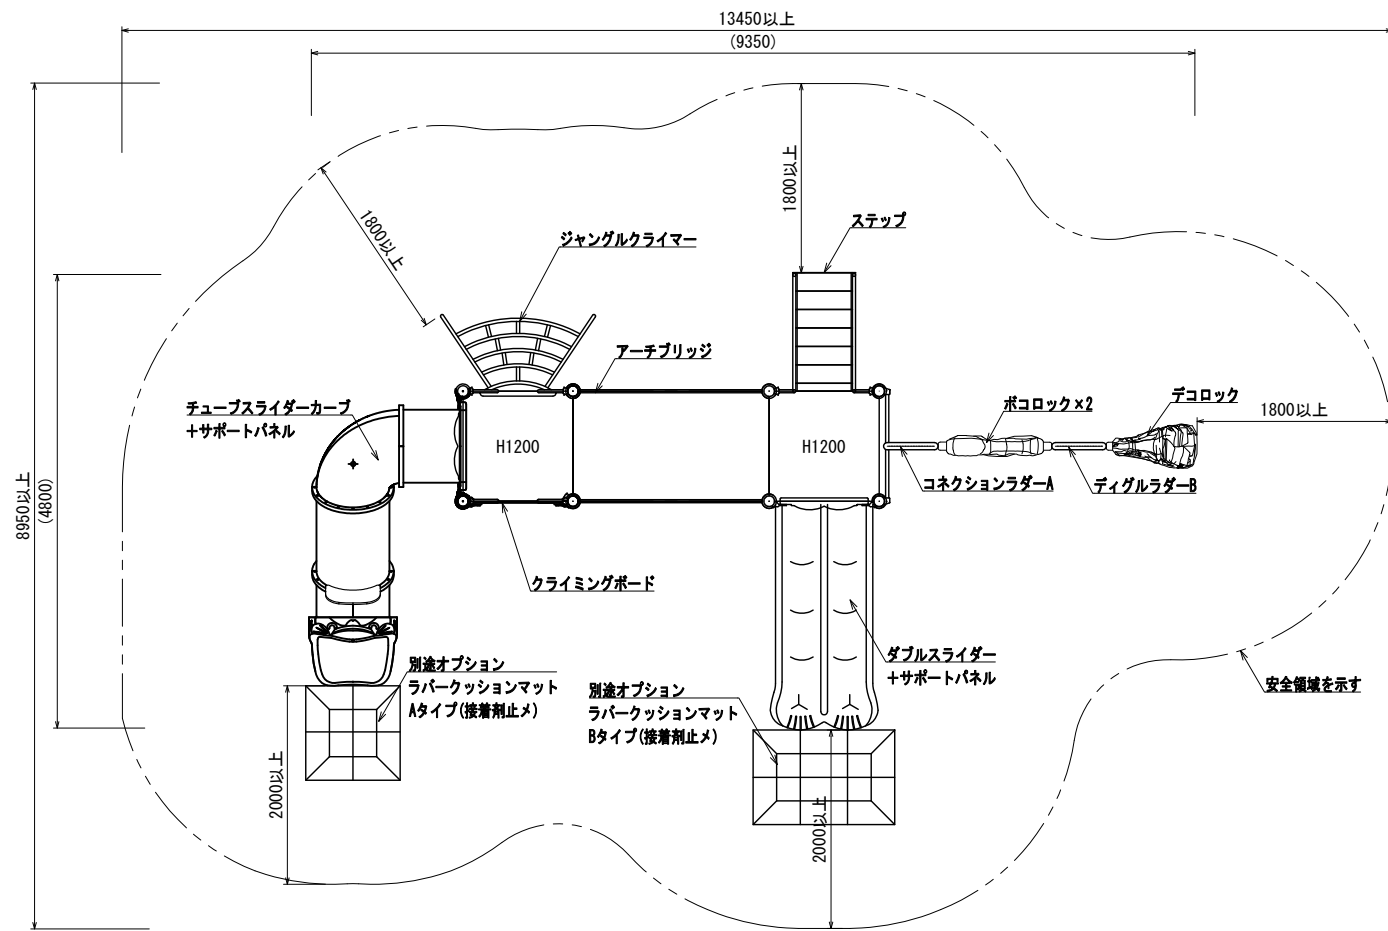 13450以上
(9350)
1800以上
ステップ
1800以上
ジャングルクライマー
アーチブリッジ
チューブスライダーカーブ
+サポートパネル
ボコロック×2
デコロック
1800以上
H1200
H1200
コネクションラダーA
ディグルラダーB
8950以上
(4800)
クライミングボード
ダブルスライダー
+サポートパネル
別途オプション
ラバークッションマット
Aタイプ(接着剤止メ)
別途オプション
ラバークッションマット
Bタイプ(接着剤止メ)
安全領域を示す
2000以上
2000以上